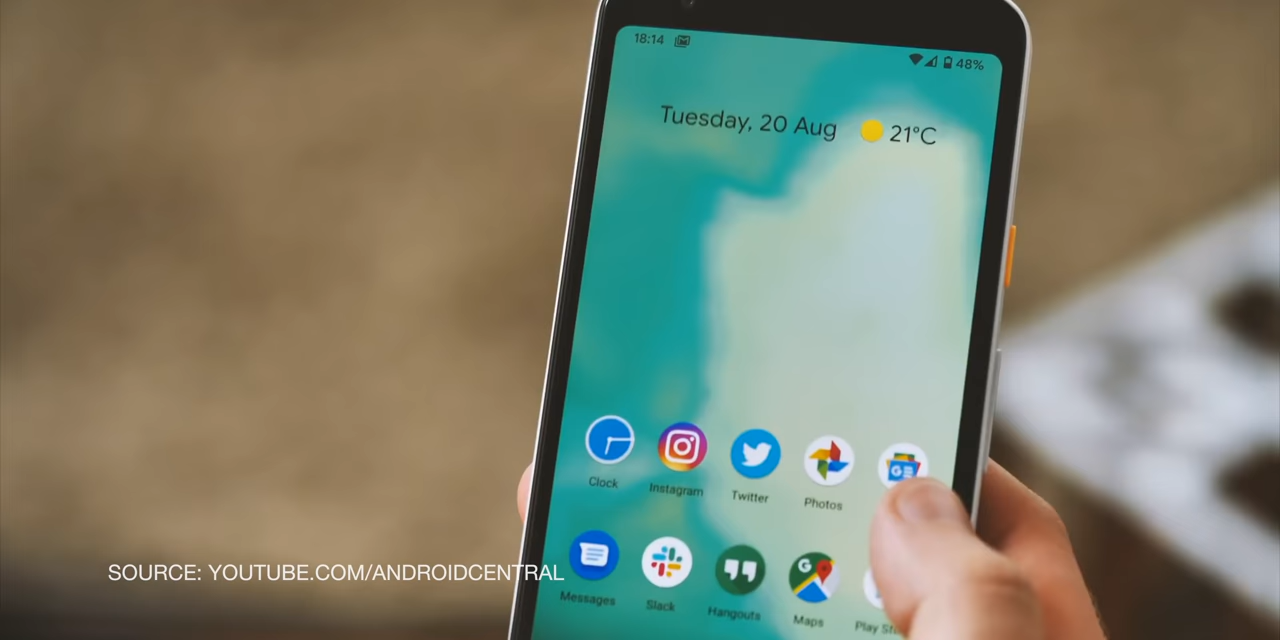 18:14
48%
Tuesday, 20 Aug 21°C
Clock Instagram Twitter Photos
GE
Messages Slack Hangouts Maps Play
G
SOURCE: YOUTUBE.COM/ANDROIDCENTRAL